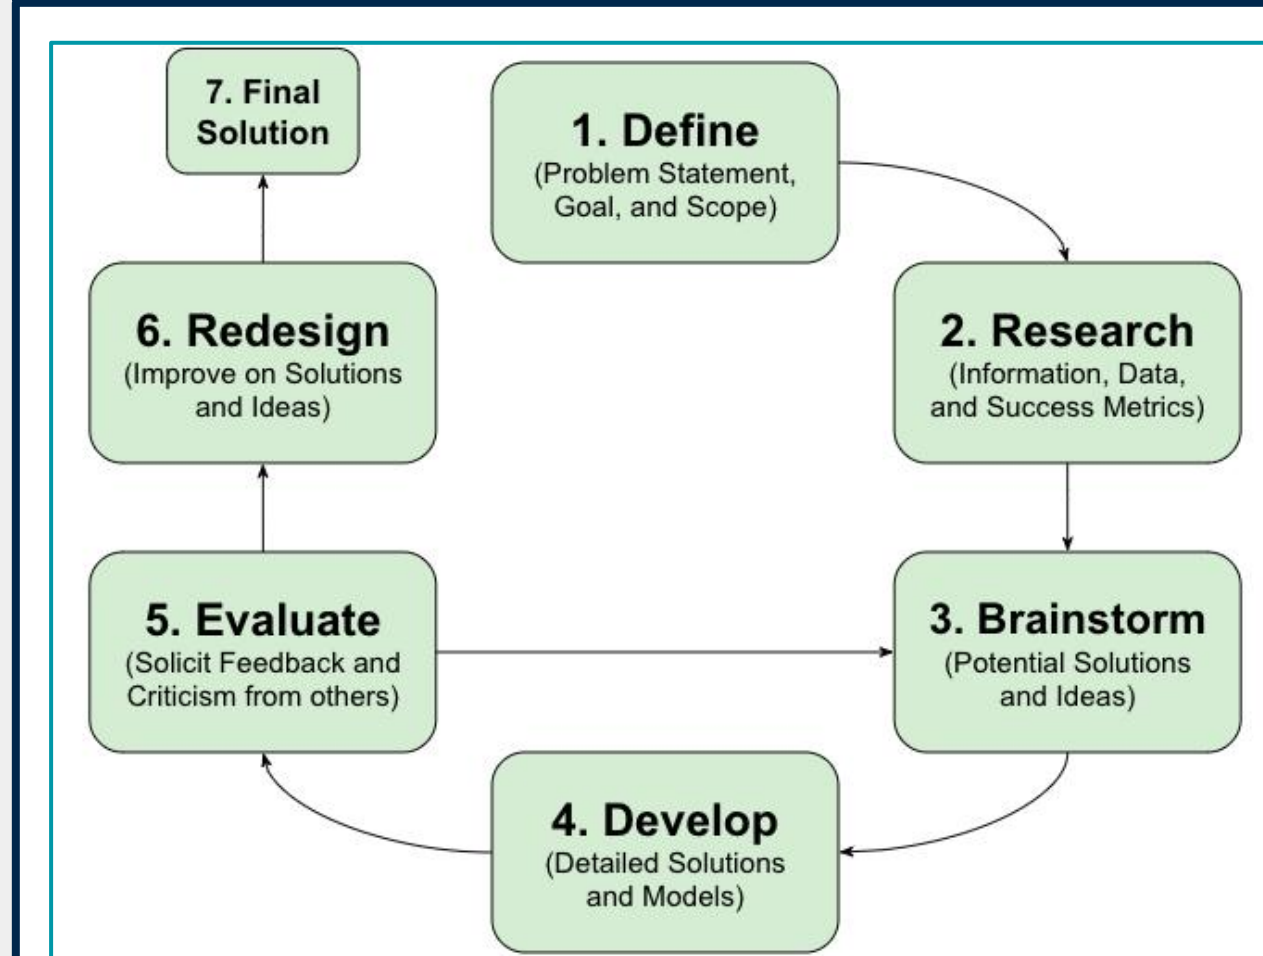 1. Define
(Problem Statement,
Goal, and Scope)
2. Research
(Information, Data,
and Success Metrics)
3. Brainstorm
(Potential Solutions
and Ideas)
4. Develop
(Detailed Solutions
and Models)
5. Evaluate
(Solicit Feedback and
Criticism from others)
6. Redesign
(Improve on Solutions
and Ideas)
7. Final
Solution